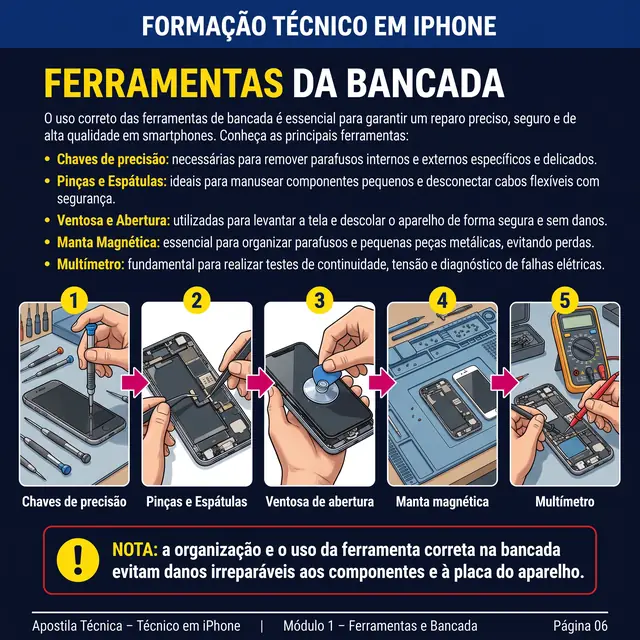 FORMAÇÃO TÉCNICO EM IPHONE
FERRAMENTAS DA BANCADA
O uso correto das ferramentas de bancada é essencial para garantir um reparo preciso, seguro e de
alta qualidade em smartphones. Conheça as principais ferramentas:
• Chaves de precisão: necessárias para remover parafusos internos e externos específicos e delicados.
• Pinças e Espátulas: ideais para manusear componentes pequenos e desconectar cabos flexíveis com
segurança.
• Ventosa e Abertura: utilizadas para levantar a tela e descolar o aparelho de forma segura e sem danos.
• Manta Magnética: essencial para organizar parafusos e pequenas peças metálicas, evitando perdas.
• Multímetro: fundamental para realizar testes de continuidade, tensão e diagnóstico de falhas elétricas.
1 2 3 4 5
Chaves de precisão Pinças e Espátulas Ventosa de abertura Manta magnética Multímetro
! NOTA: a organização e o uso da ferramenta correta na bancada
evitam danos irreparáveis aos componentes e à placa do aparelho.
Apostila Técnica – Técnico em iPhone | Módulo 1 – Ferramentas e Bancada Página 06